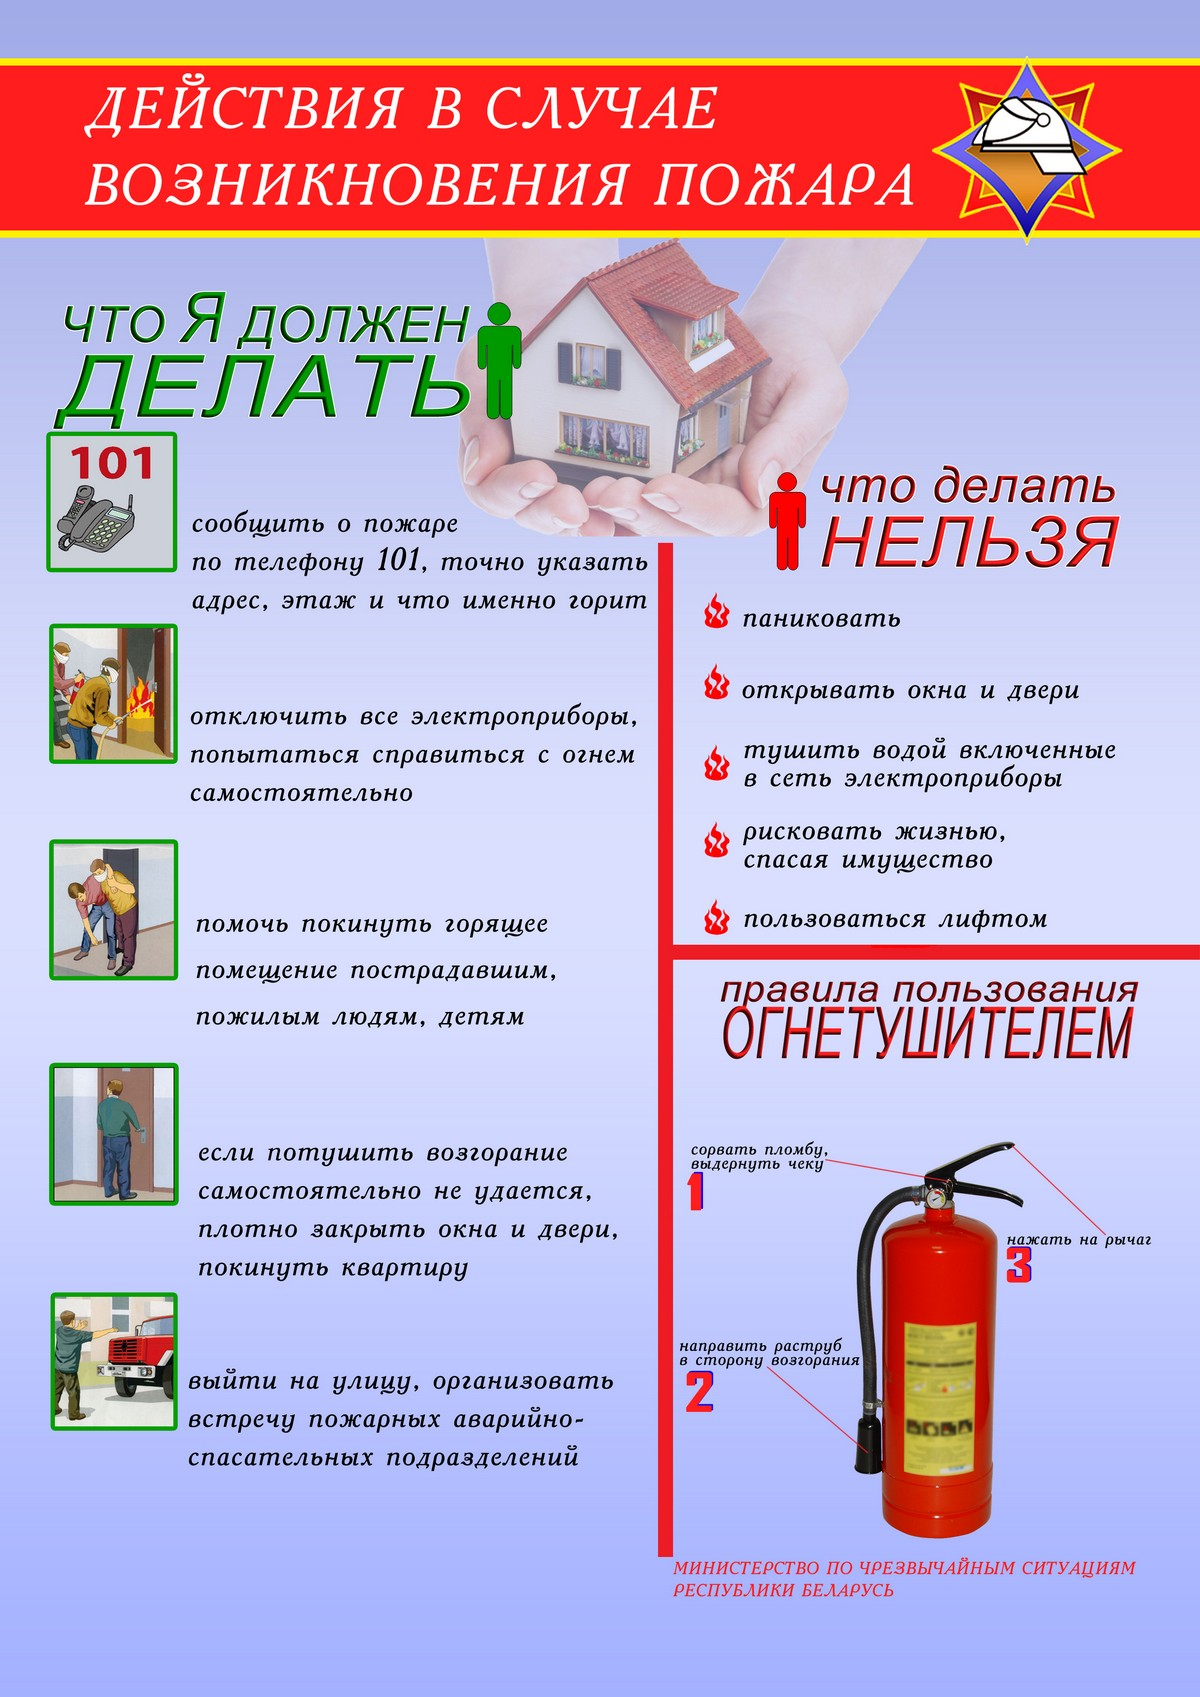 ДЕЙСТВИЯ В СЛУЧАЕ
ВОЗНИКНОВЕНИЯ ПОЖАРА
ЧТО Я ДОЛЖЕН
ДЕЛАТЬ
101
сообщить о пожаре
по телефону 101, точно указать
адрес, этаж и что именно горит
отключить все электроприборы,
попытаться справиться с огнем
самостоятельно
помочь покинуть горящее
помещение пострадавшим,
пожилым людям, детям
если потушить возгорание
самостоятельно не удается,
плотно закрыть окна и двери,
покинуть квартиру
выйти на улицу, организовать
встречу пожарных аварийно-
спасательных подразделений
что делать
НЕЛЬЗЯ
паниковать
открывать окна и двери
тушить водой включенные
в сеть электроприборы
рисковать жизнью,
спасая имущество
пользоваться лифтом
правила пользования
ОГНЕТУШИТЕЛЕМ
сорвать пломбу,
выдернуть чеку
1
нажать на рычаг
3
направить раструб
в сторону возгорания
2
МИНИСТЕРСТВО ПО ЧРЕЗВЫЧАЙНЫМ СИТУАЦИЯМ
РЕСПУБЛИКИ БЕЛАРУСЬ